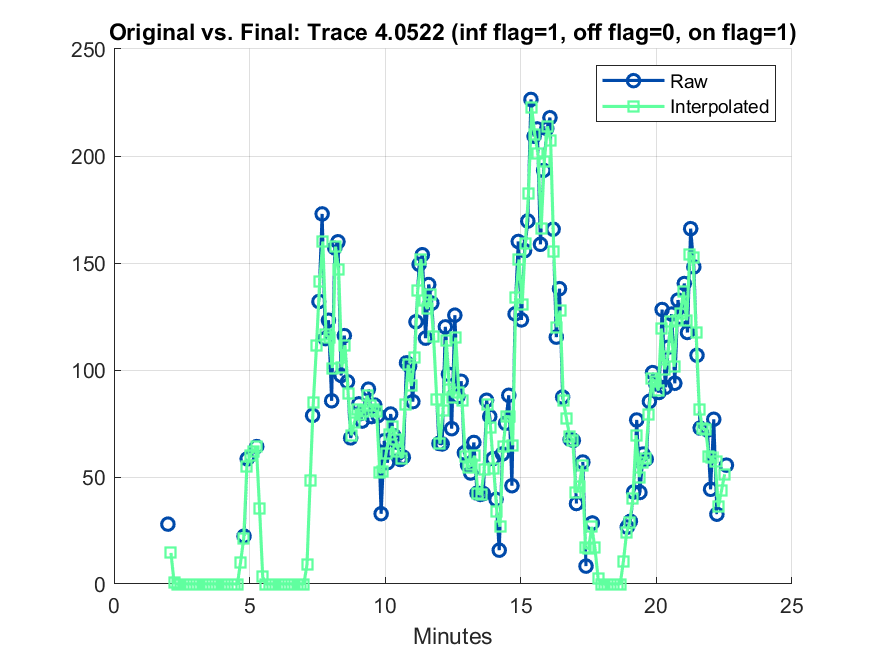 Original vs. Final: Trace 4.0522 (inf flag=1, off flag=0, on flag=1)
250
200
150
100
50
0
Raw
Interpolated
0 5 10 15 20 25
Minutes